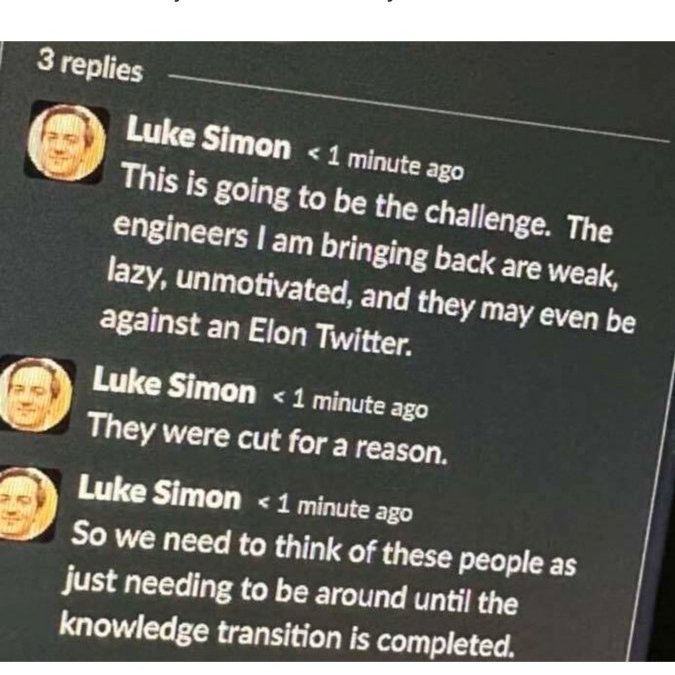 3 replies
Luke Simon < 1 minute ago
This is going to be the challenge. The
engineers I am bringing back are weak,
lazy, unmotivated, and they may even be
against an Elon Twitter.
Luke Simon < 1 minute ago
They were cut for a reason.
Luke Simon < 1 minute ago
So we need to think of these people as
just needing to be around until the
knowledge transition is completed.